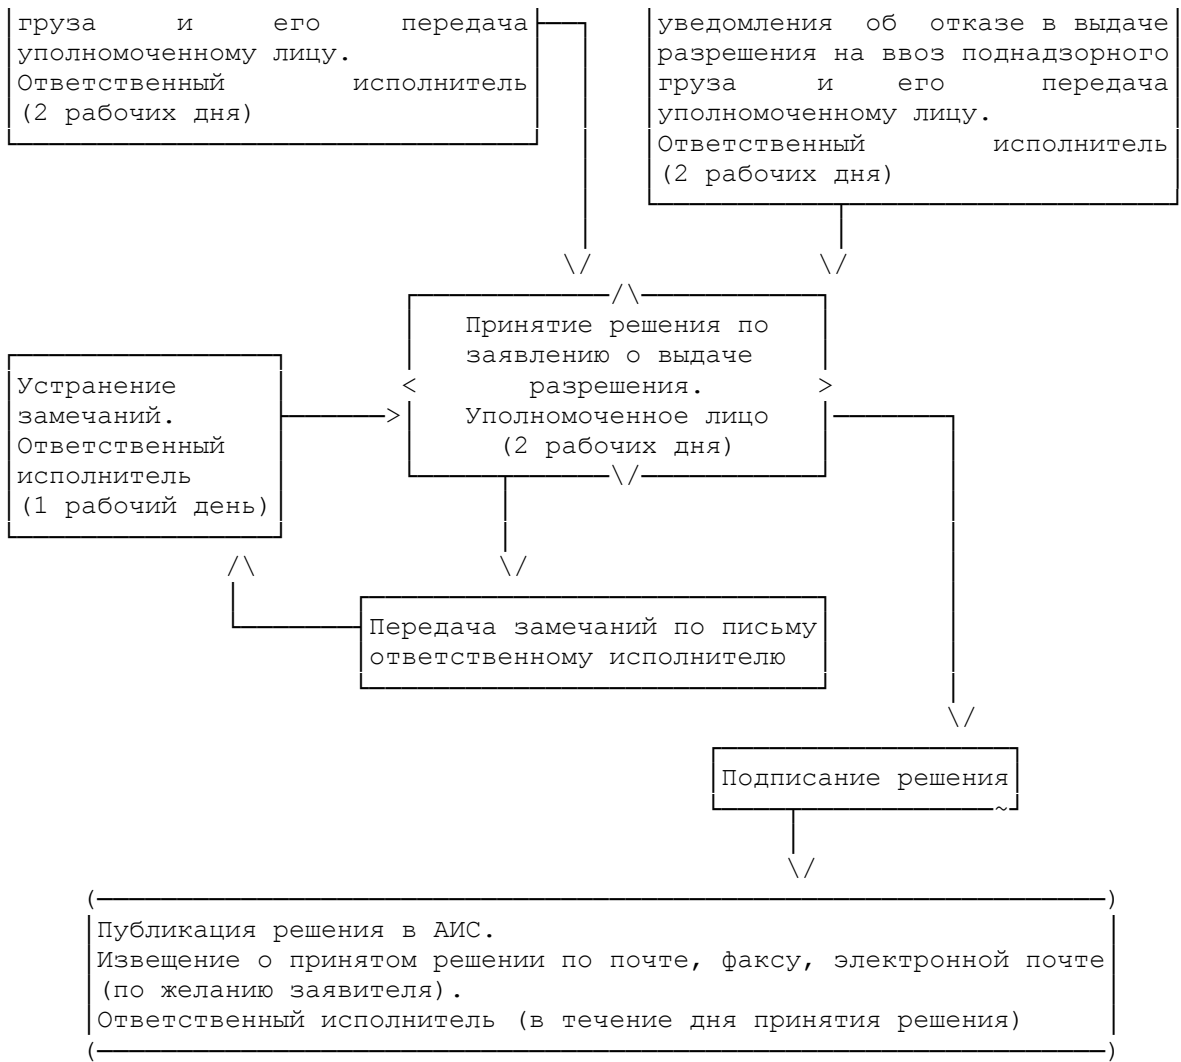 груза и его передача
уполномоченному лицу.
Ответственный исполнитель
(2 рабочих дня)
уведомления об отказе в выдаче
разрешения на ввоз поднадзорного
груза и его передача
уполномоченному лицу.
Ответственный исполнитель
(2 рабочих дня)
Принятие решения по
заявлению о выдаче
разрешения.
Уполномоченное лицо
(2 рабочих дня)
Устранение
замечаний.
Ответственный
исполнитель
(1 рабочий день)
Передача замечаний по письму
ответственному исполнителю
Подписание решения
Публикация решения в АИС.
Извещение о принятом решении по почте, факсу, электронной почте
(по желанию заявителя).
Ответственный исполнитель (в течение дня принятия решения)